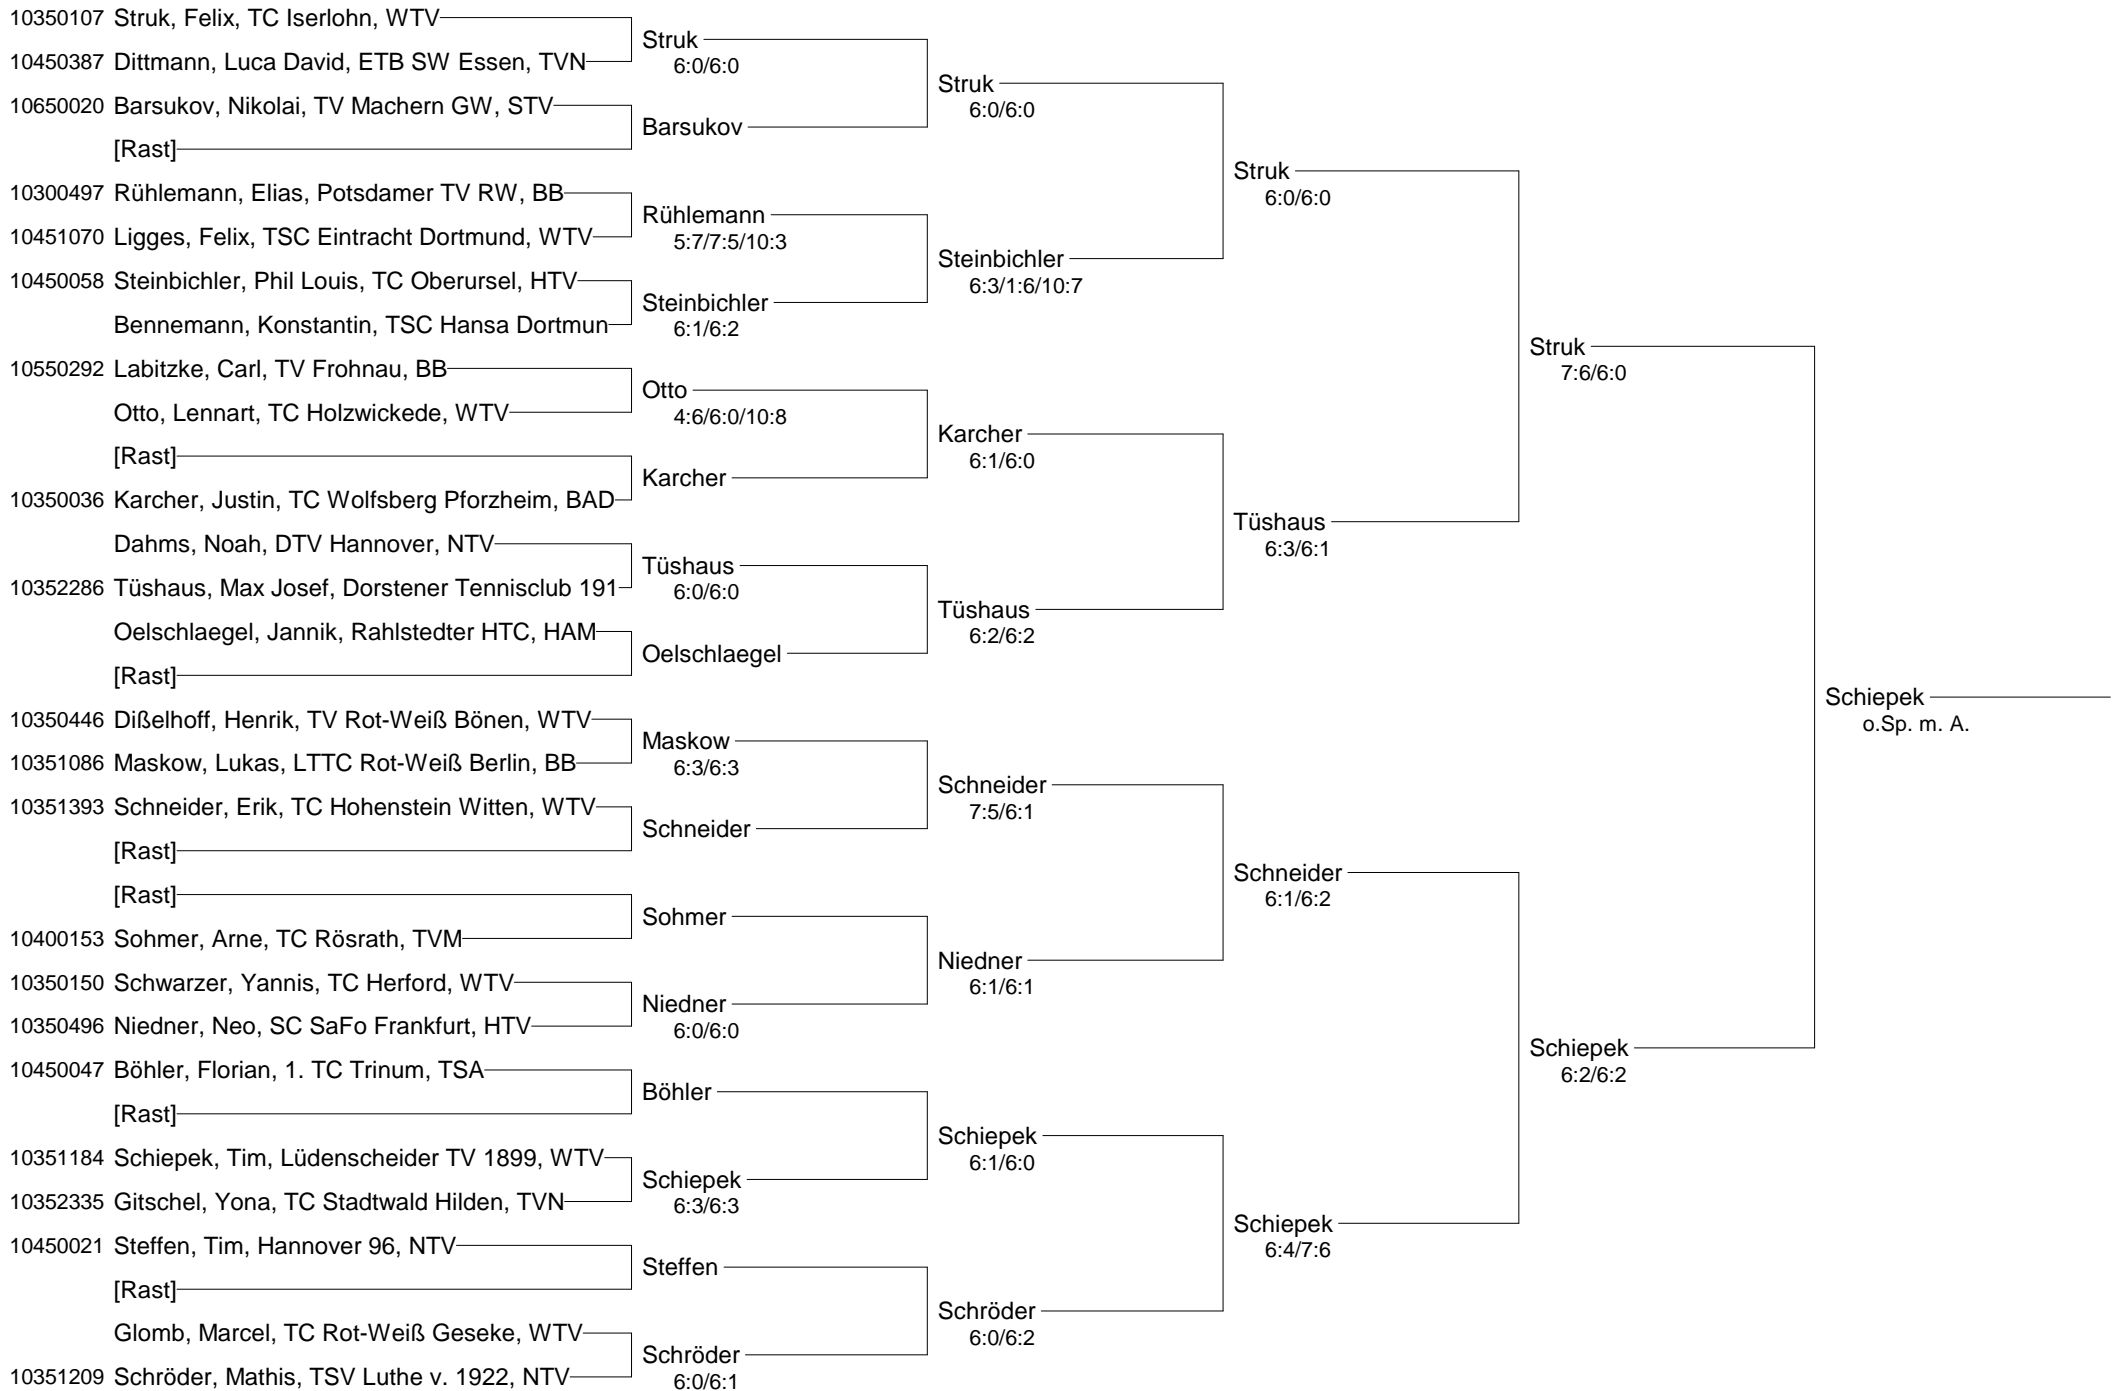 10350107 Struk, Felix, TC Iserlohn, WTV
10450387 Dittmann, Luca David, ETB SW Essen, TVN
10650020 Barsukov, Nikolai, TV Machern GW, STV
[Rast]
10300497 Rühlemann, Elias, Potsdamer TV RW, BB
10451070 Ligges, Felix, TSC Eintracht Dortmund, WTV
10450058 Steinbichler, Phil Louis, TC Oberursel, HTV
Bennemann, Konstantin, TSC Hansa Dortmun
10550292 Labitzke, Carl, TV Frohnau, BB
Otto, Lennart, TC Holzwickede, WTV
[Rast]
10350036 Karcher, Justin, TC Wolfsberg Pforzheim, BAD
Dahms, Noah, DTV Hannover, NTV
10352286 Tüshaus, Max Josef, Dorstener Tennisclub 191
Oelschlaegel, Jannik, Rahlstedter HTC, HAM
[Rast]
10350446 Dißelhoff, Henrik, TV Rot-Weiß Bönen, WTV
10351086 Maskow, Lukas, LTTC Rot-Weiß Berlin, BB
10351393 Schneider, Erik, TC Hohenstein Witten, WTV
[Rast]
[Rast]
10400153 Sohmer, Arne, TC Rösrath, TVM
10350150 Schwarzer, Yannis, TC Herford, WTV
10350496 Niedner, Neo, SC SaFo Frankfurt, HTV
10450047 Böhler, Florian, 1. TC Trinum, TSA
[Rast]
10351184 Schiepek, Tim, Lüdenscheider TV 1899, WTV
10352335 Gitschel, Yona, TC Stadtwald Hilden, TVN
10450021 Steffen, Tim, Hannover 96, NTV
[Rast]
Glomb, Marcel, TC Rot-Weiß Geseke, WTV
10351209 Schröder, Mathis, TSV Luthe v. 1922, NTV
Struk
6:0/6:0
Barsukov
Rühlemann
5:7/7:5/10:3
Steinbichler
6:1/6:2
Otto
4:6/6:0/10:8
Karcher
Tüshaus
6:0/6:0
Oelschlaegel
Maskow
6:3/6:3
Schneider
Sohmer
Niedner
6:0/6:0
Böhler
Schiepek
6:3/6:3
Steffen
Schröder
6:0/6:1
Struk
6:0/6:0
Steinbichler
6:3/1:6/10:7
Karcher
6:1/6:0
Tüshaus
6:2/6:2
Schneider
7:5/6:1
Niedner
6:1/6:1
Schiepek
6:1/6:0
Schröder
6:0/6:2
Struk
6:0/6:0
Tüshaus
6:3/6:1
Schneider
6:1/6:2
Schiepek
6:4/7:6
Struk
7:6/6:0
Schiepek
6:2/6:2
Schiepek
o.Sp. m. A.